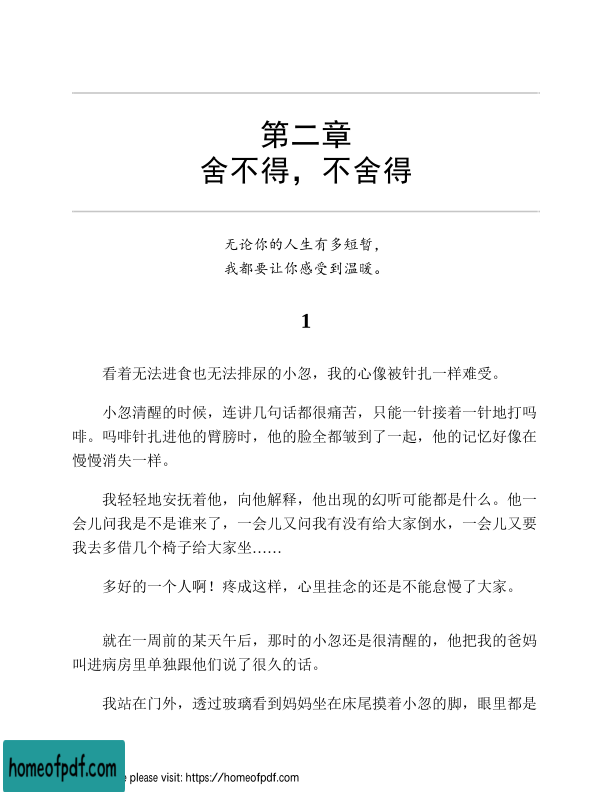 第二章
舍不得，不舍得
无论你的人生有多短暂，
我都要让你感受到温暖。
1
看着无法进食也无法排尿的小忽，我的心像被针扎一样难受。
小忽清醒的时候，连讲几句话都很痛苦，只能一针接着一针地打吗
啡。吗啡针扎进他的臂膀时，他的脸全都皱到了一起，他的记忆好像在
慢慢消失一样。
我轻轻地安抚着他，向他解释，他出现的幻听可能都是什么。他一
会儿问我是不是谁来了，一会儿又问我有没有给大家倒水，一会儿又要
我去多借几个椅子给大家坐……
多好的一个人啊！疼成这样，心里挂念的还是不能怠慢了大家。
就在一周前的某天午后，那时的小忽还是很清醒的，他把我的爸妈
叫进病房里单独跟他们说了很久的话。
我站在门外，透过玻璃看到妈妈坐在床尾摸着小忽的脚，眼里都是
homeofpdf.com
e please visit: https://homeofpdf.com